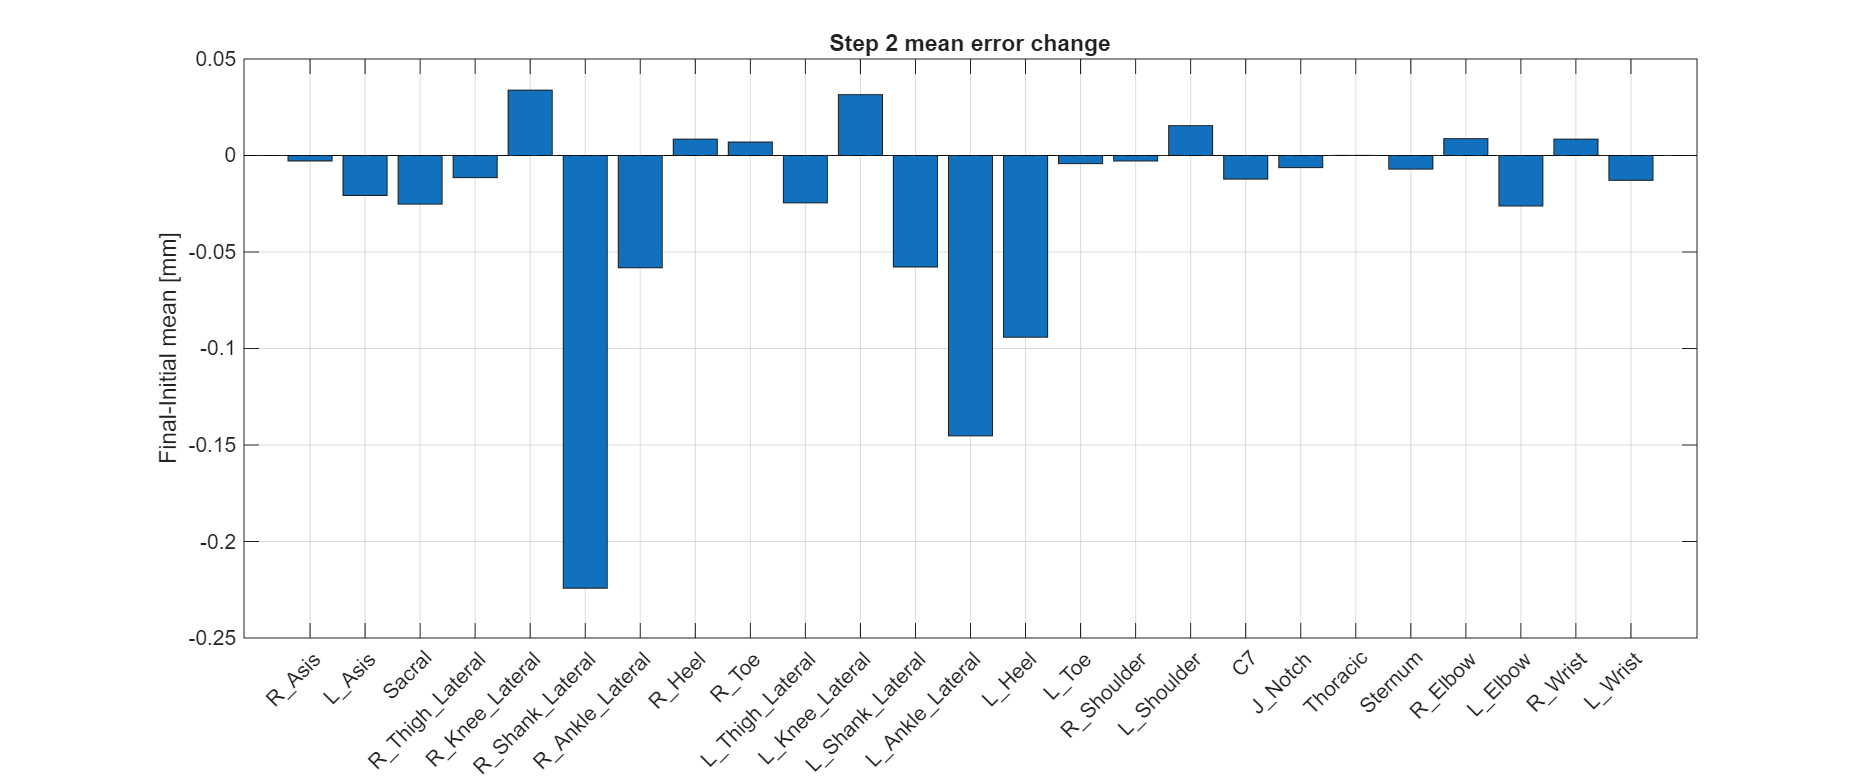 Step 2 mean error change
Final-Initial mean [mm]
0.05
0
-0.05
-0.1
-0.15
-0.2
-0.25
R_Asis
L_Asis
Sacral
R_Thigh_Lateral
R_Knee_Lateral
R_Shank_Lateral
R_Ankle_Lateral
R_Heel
R_Toe
L_Thigh_Lateral
L_Knee_Lateral
L_Shank_Lateral
L_Ankle_Lateral
L_Heel
L_Toe
R_Shoulder
L_Shoulder
C7
J_Notch
Thoracic
Sternum
R_Elbow
L_Elbow
R_Wrist
L_Wrist